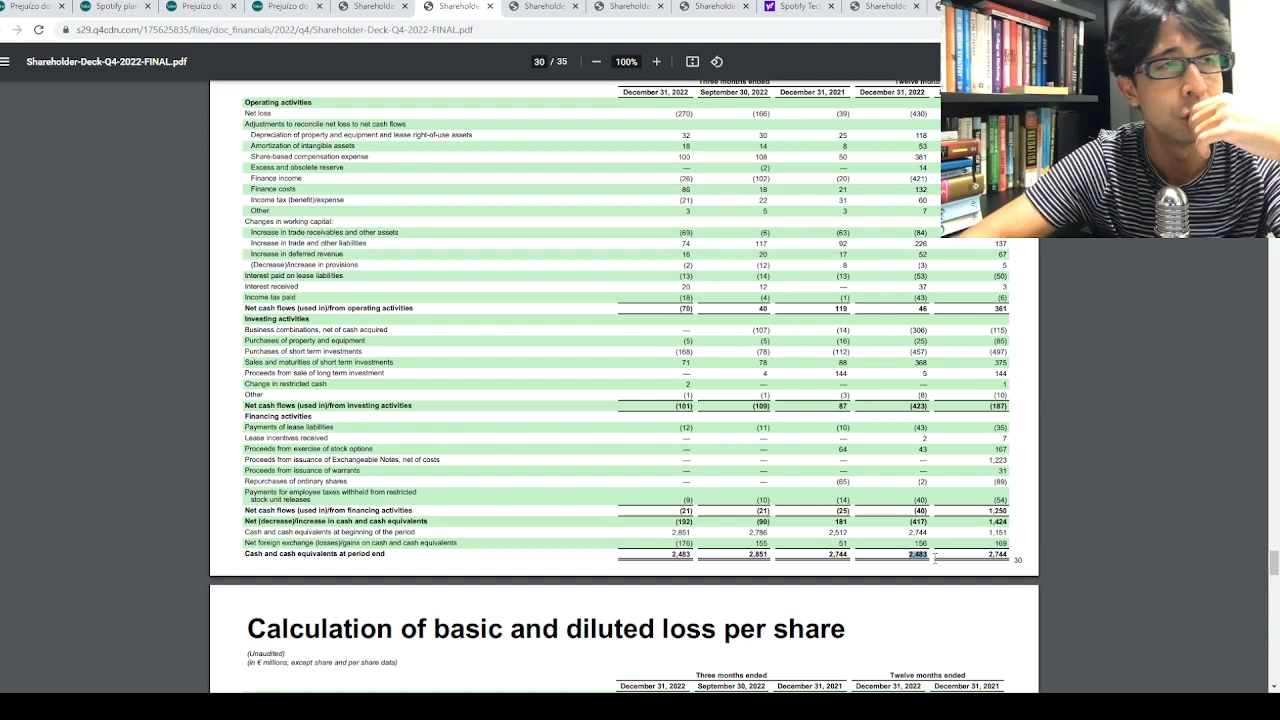 Prejuízo d
Spotify plan
Prejuízo do
Prejuízo do
Shareholder
Shareholder
Shareholder
Shareholder
Shareholder
Spotify Tech
s29.q4cdn.com/175625835/files/doc_financials/2022/q4/Shareholder-Deck-Q4-2022-FINAL.pdf
Shareholder-Deck-Q4-2022-FINAL.pdf 30 / 35 — 100% +
Three months ended Twelve mon
December 31, 2022 September 30, 2022 December 31, 2021 December 31, 2022
Operating activities
Net loss (270) (166) (39) (430)
Adjustments to reconcile net loss to net cash flows
Depreciation of property and equipment and lease right-of-use assets 32 30 25 118
Amortization of intangible assets 18 14 8 53
Share-based compensation expense 100 108 50 381
Excess and obsolete reserve — (2) — 14
Finance income (26) (102) (20) (421)
Finance costs 86 18 21 132
Income tax (benefit)/expense (21) 22 31 60
Other 3 5 3 7
Changes in working capital:
Increase in trade receivables and other assets (69) (6) (63) (84)
Increase in trade and other liabilities 74 117 92 226 137
Increase in deferred revenue 16 20 17 52 67
(Decrease)/increase in provisions (2) (12) 8 (3) 5
Interest paid on lease liabilities (13) (14) (13) (53) (50)
Interest received 20 12 — 37 3
Income tax paid (18) (4) (1) (43) (6)
Net cash flows (used in)/from operating activities (70) 40 119 46 361
Investing activities
Business combinations, net of cash acquired — (107) (14) (306) (115)
Purchases of property and equipment (5) (5) (16) (25) (85)
Purchases of short term investments (168) (78) (112) (457) (497)
Sales and maturities of short term investments 71 78 88 368 375
Proceeds from sale of long term investment — 4 144 5 144
Change in restricted cash 2 — — — 1
Other (1) (1) (3) (8) (10)
Net cash flows (used in)/from investing activities (101) (109) 87 (423) (187)
Financing activities
Payments of lease liabilities (12) (11) (10) (43) (35)
Lease incentives received — — — 2 7
Proceeds from exercise of stock options — — 64 43 167
Proceeds from issuance of Exchangeable Notes, net of costs — — — — 1,223
Proceeds from issuance of warrants — — — — 31
Repurchases of ordinary shares — — (65) (2) (89)
Payments for employee taxes withheld from restricted
stock unit releases (9) (10) (14) (40) (54)
Net cash flows (used in)/from financing activities (21) (21) (25) (40) 1,250
Net (decrease)/increase in cash and cash equivalents (192) (90) 181 (417) 1,424
Cash and cash equivalents at beginning of the period 2,851 2,786 2,512 2,744 1,151
Net foreign exchange (losses)/gains on cash and cash equivalents (176) 155 51 156 169
Cash and cash equivalents at period end 2,483 2,851 2,744 2,483 2,744
30
Calculation of basic and diluted loss per share
(Unaudited)
(in € millions, except share and per share data)
Three months ended Twelve months ended
December 31, 2022 September 30, 2022 December 31, 2021 December 31, 2022 December 31, 2021
VALUATION